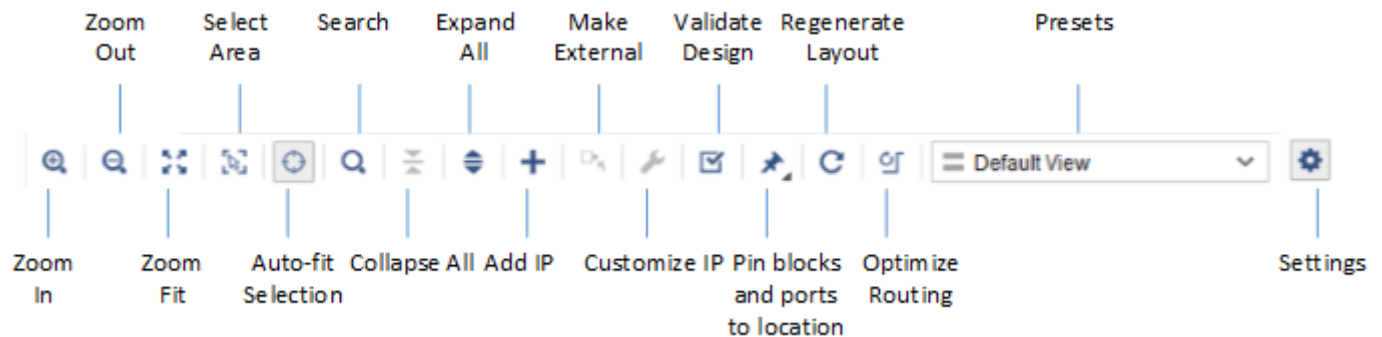 Zoom Select Search Expand Make Validate Regenerate Presets
Out Area All External Design Layout
Default View
Zoom Zoom Auto-fit Collapse All Add IP Customize IP Pin blocks Optimize Settings
In Fit Selection and ports Routing
to location